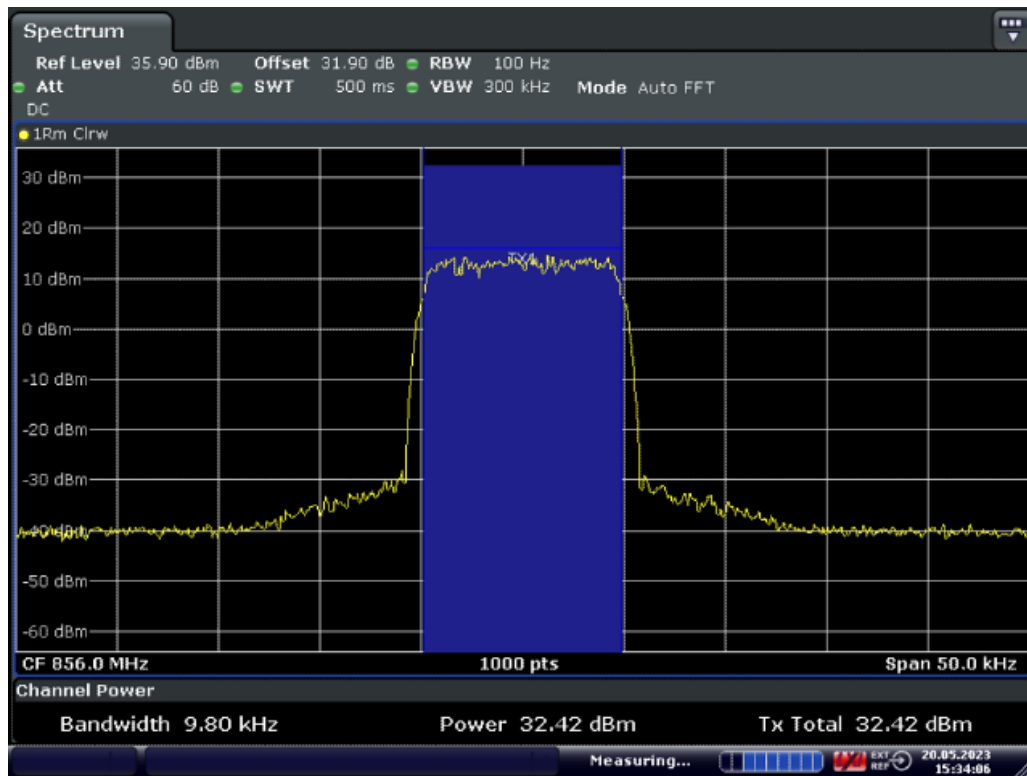 Spectrum
Ref Level 35.90 dBm Offset 31.90 dB RBW 100 Hz
Att 60 dB SWT 500 ms VBW 300 kHz Mode Auto FFT
DC
1Rm Clrw
30 dBm
20 dBm
10 dBm
0 dBm
-10 dBm
-20 dBm
-30 dBm
-40 dBm
-50 dBm
-60 dBm
CF 856.0 MHz 1000 pts Span 50.0 kHz
Channel Power
Bandwidth 9.80 kHz Power 32.42 dBm Tx Total 32.42 dBm
Measuring... EXT REF 20.05.2023 15:34:06